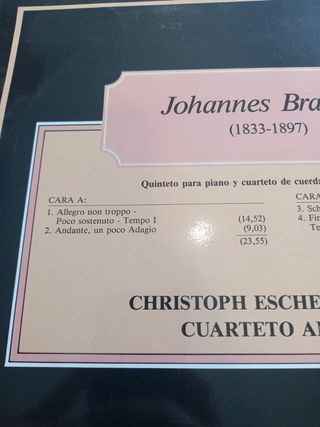 Johannes Bra
(1833-1897)
Quinteto para piano y cuarteto de cuerda
CARA A:
1. Allegro non troppo -
Poco sostenuto - Tempo I (14,52)
2. Andante, un poco Adagio (9,03)
(23,55)
CARA
3. Sch
4. Fin
Te
CHRISTOPH ESCHE
CUARTETO A